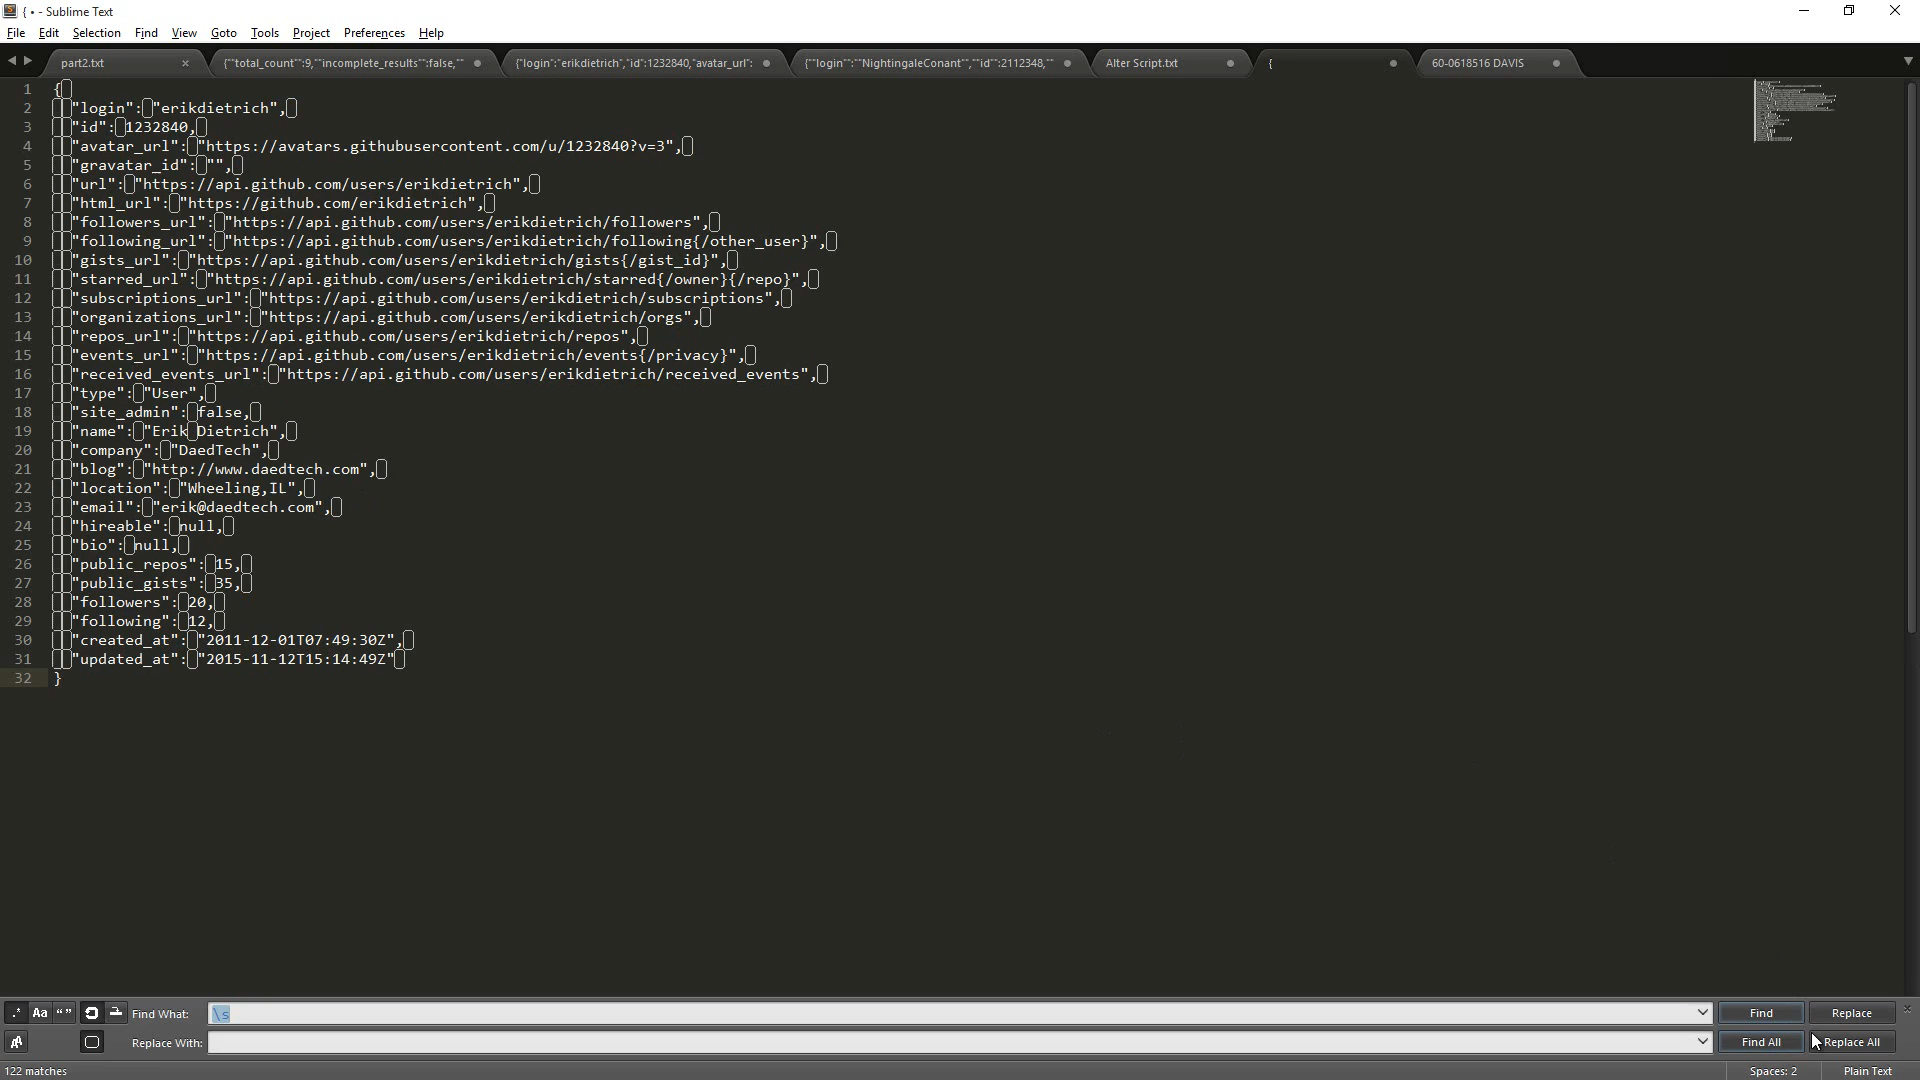 { • - Sublime Text
File Edit Selection Find View Goto Tools Project Preferences Help
part2.txt {""total_count"":9,""incomplete_results"":false,"" {"login":"erikdietrich","id":1232840,"avatar_url": {""login"":""NightingaleConant"",""id"":2112348,"" Alter Script.txt { 60-0618516 DAVIS
1 {
2 "login": "erikdietrich",
3 "id": 1232840,
4 "avatar_url": "https://avatars.githubusercontent.com/u/1232840?v=3",
5 "gravatar_id": "",
6 "url": "https://api.github.com/users/erikdietrich",
7 "html_url": "https://github.com/erikdietrich",
8 "followers_url": "https://api.github.com/users/erikdietrich/followers",
9 "following_url": "https://api.github.com/users/erikdietrich/following{/other_user}",
10 "gists_url": "https://api.github.com/users/erikdietrich/gists{/gist_id}",
11 "starred_url": "https://api.github.com/users/erikdietrich/starred{/owner}{/repo}",
12 "subscriptions_url": "https://api.github.com/users/erikdietrich/subscriptions",
13 "organizations_url": "https://api.github.com/users/erikdietrich/orgs",
14 "repos_url": "https://api.github.com/users/erikdietrich/repos",
15 "events_url": "https://api.github.com/users/erikdietrich/events{/privacy}",
16 "received_events_url": "https://api.github.com/users/erikdietrich/received_events",
17 "type": "User",
18 "site_admin": false,
19 "name": "Erik Dietrich",
20 "company": "DaedTech",
21 "blog": "http://www.daedtech.com",
22 "location": "Wheeling,IL",
23 "email": "erik@daedtech.com",
24 "hireable": null,
25 "bio": null,
26 "public_repos": 15,
27 "public_gists": 35,
28 "followers": 20,
29 "following": 12,
30 "created_at": "2011-12-01T07:49:30Z",
31 "updated_at": "2015-11-12T15:14:49Z"
32 }
.* Aa “ ” Find What: \s Find Replace
Replace With: Find All Replace All
122 matches Spaces: 2 Plain Text